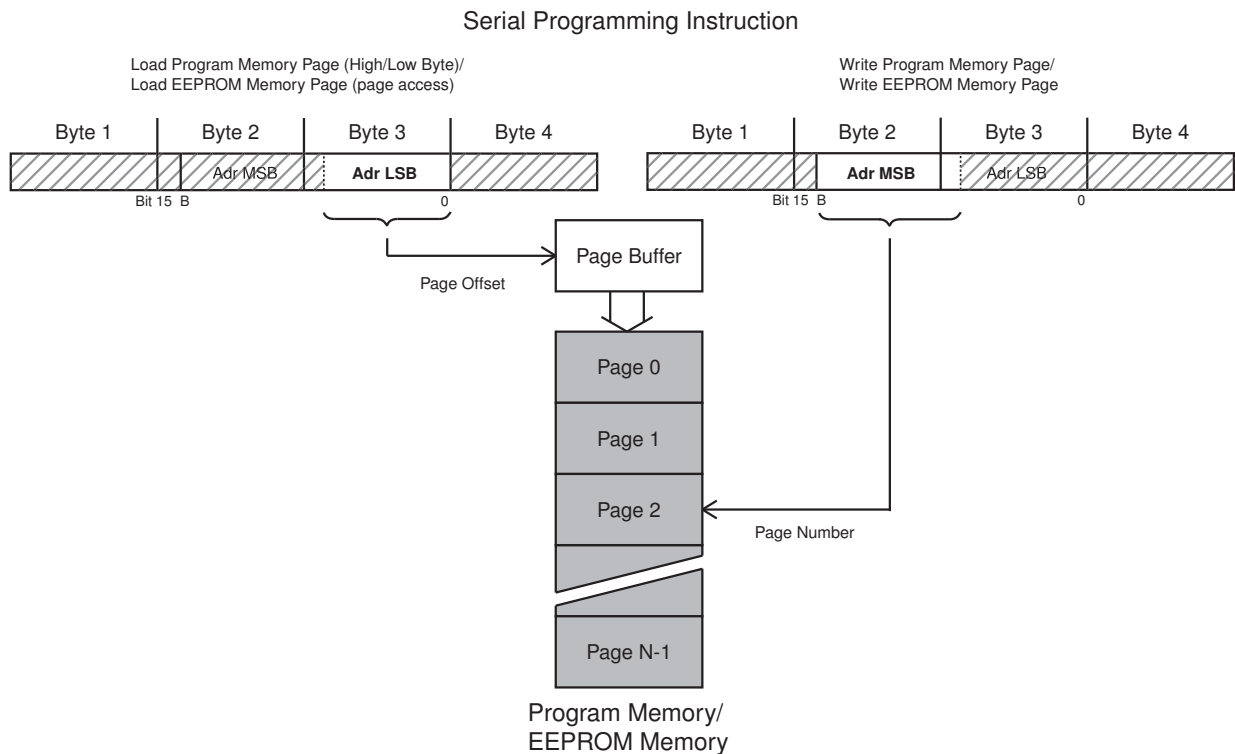 Serial Programming Instruction
Load Program Memory Page (High/Low Byte)/
Load EEPROM Memory Page (page access)
Write Program Memory Page/
Write EEPROM Memory Page
Byte 1 Byte 2 Byte 3 Byte 4
Byte 1 Byte 2 Byte 3 Byte 4
Adr MSB Adr LSB
Adr MSB Adr LSB
Bit 15 B 0
Bit 15 B 0
Page Buffer
Page Offset
Page 0
Page 1
Page 2
Page Number
Page N-1
Program Memory/
EEPROM Memory